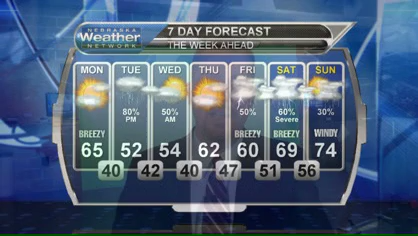 NEBRASKA
Weather
NETWORK
7 DAY FORECAST
THE WEEK AHEAD
MON TUE WED THU FRI SAT SUN
80% 50% 50% 60% 30%
PM AM Severe
BREEZY BREEZY BREEZY WINDY
65 52 54 62 60 69 74
40 42 40 47 51 56